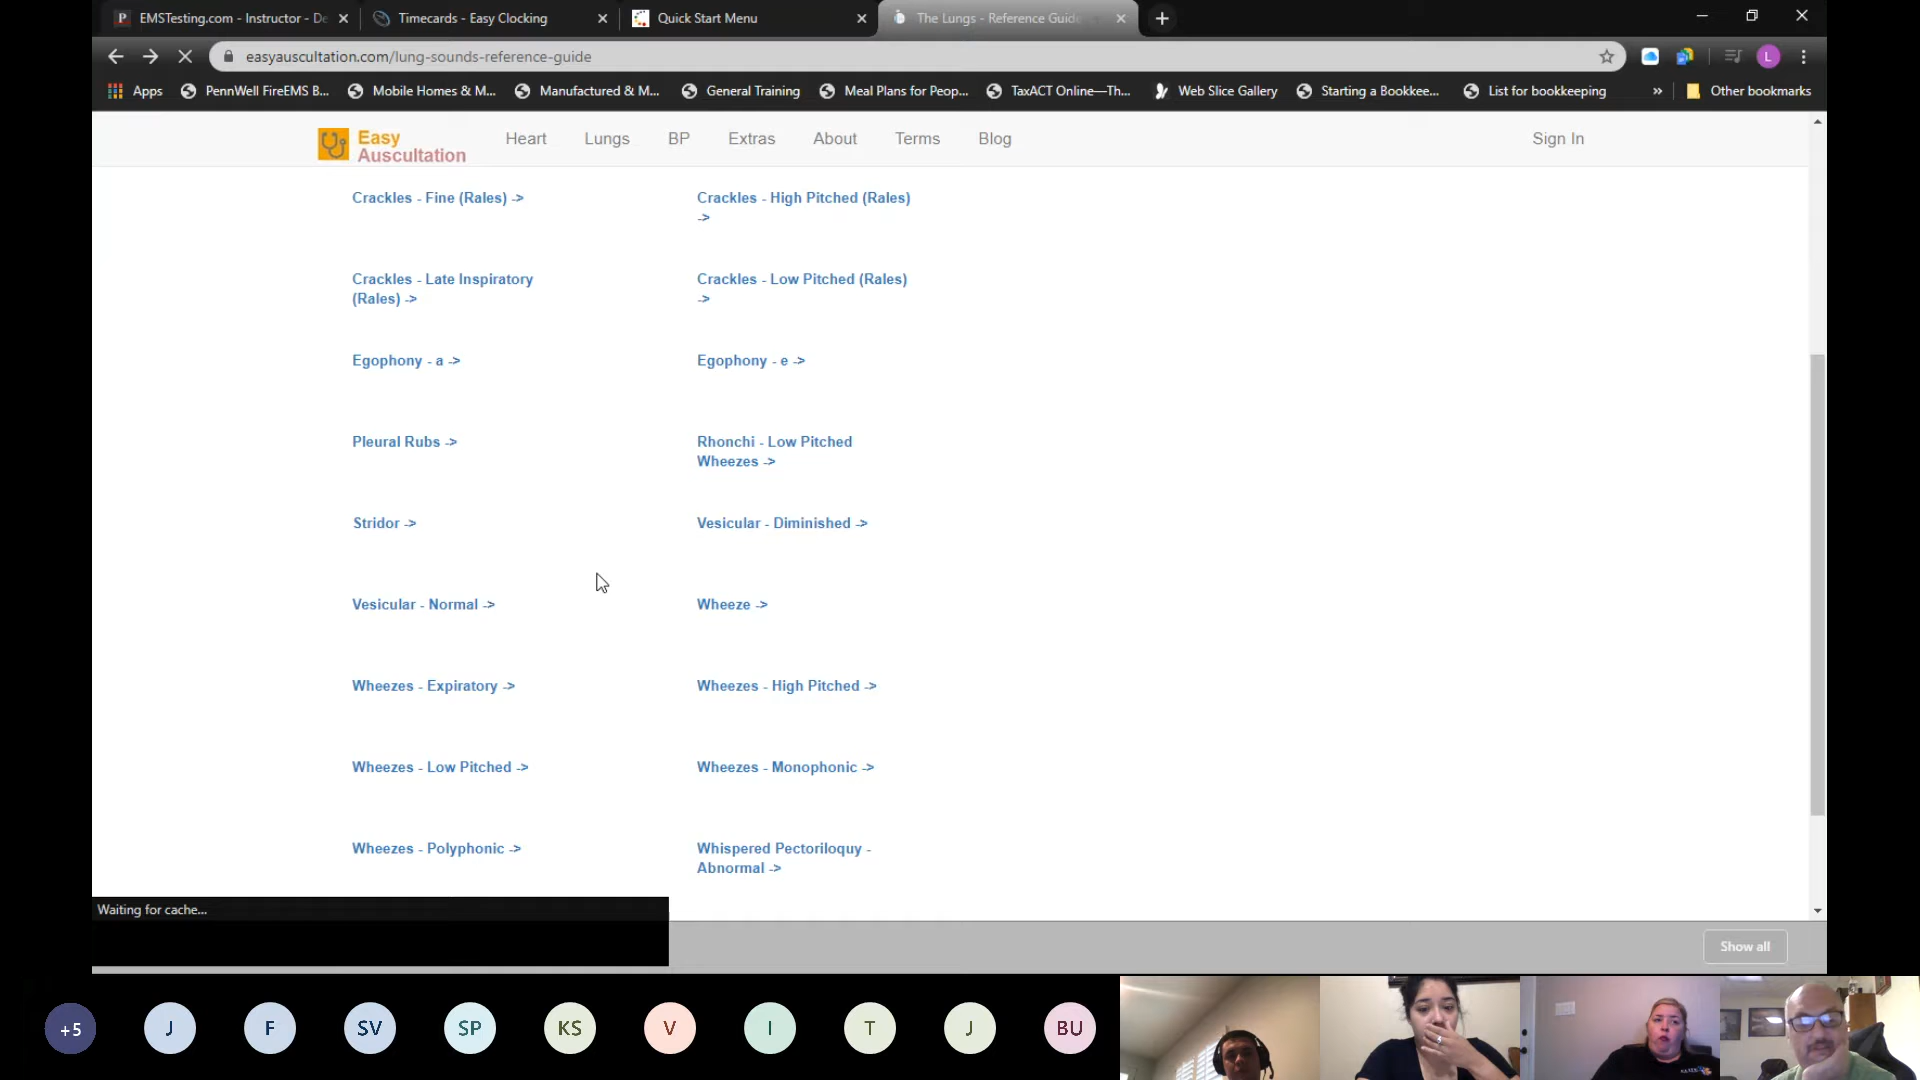 EMSTesting.com - Instructor - De
Timecards - Easy Clocking
Quick Start Menu
The Lungs - Reference Guide
easyauscultation.com/lung-sounds-reference-guide
L
Apps
PennWell FireEMS B...
Mobile Homes & M...
Manufactured & M...
General Training
Meal Plans for Peop...
TaxACT Online—Th...
Web Slice Gallery
Starting a Bookkee...
List for bookkeeping
»
Other bookmarks
Easy
Auscultation
Heart
Lungs
BP
Extras
About
Terms
Blog
Sign In
Crackles - Fine (Rales) ->
Crackles - High Pitched (Rales)
->
Crackles - Late Inspiratory
(Rales) ->
Crackles - Low Pitched (Rales)
->
Egophony - a ->
Egophony - e ->
Pleural Rubs ->
Rhonchi - Low Pitched
Wheezes ->
Stridor ->
Vesicular - Diminished ->
Vesicular - Normal ->
Wheeze ->
Wheezes - Expiratory ->
Wheezes - High Pitched ->
Wheezes - Low Pitched ->
Wheezes - Monophonic ->
Wheezes - Polyphonic ->
Whispered Pectoriloquy -
Abnormal ->
Waiting for cache...
Show all
+5
J
F
SV
SP
KS
V
I
T
J
BU